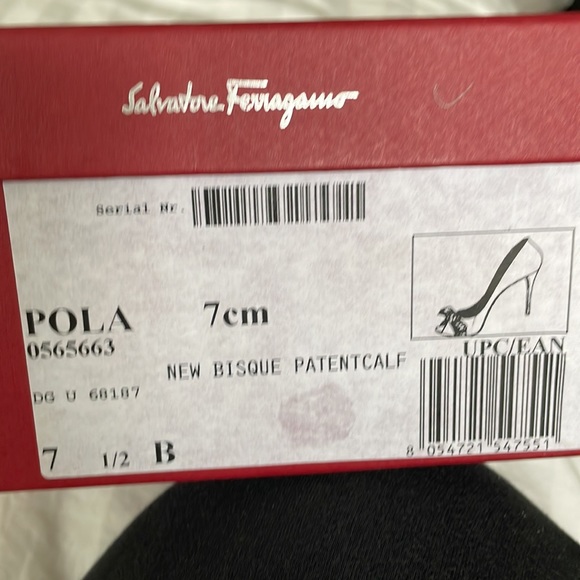 Salvatore Ferragamo
Serial Nr.
POLA 7cm
0565663
UPC/EAN
NEW BISQUE PATENTCALF
DG U 68187
7 1/2 B
8 054721 547551